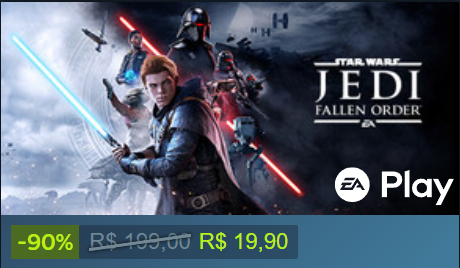 STAR WARS
JEDI
FALLEN ORDER
EA
EA Play
-90% R$ 199,00 R$ 19,90